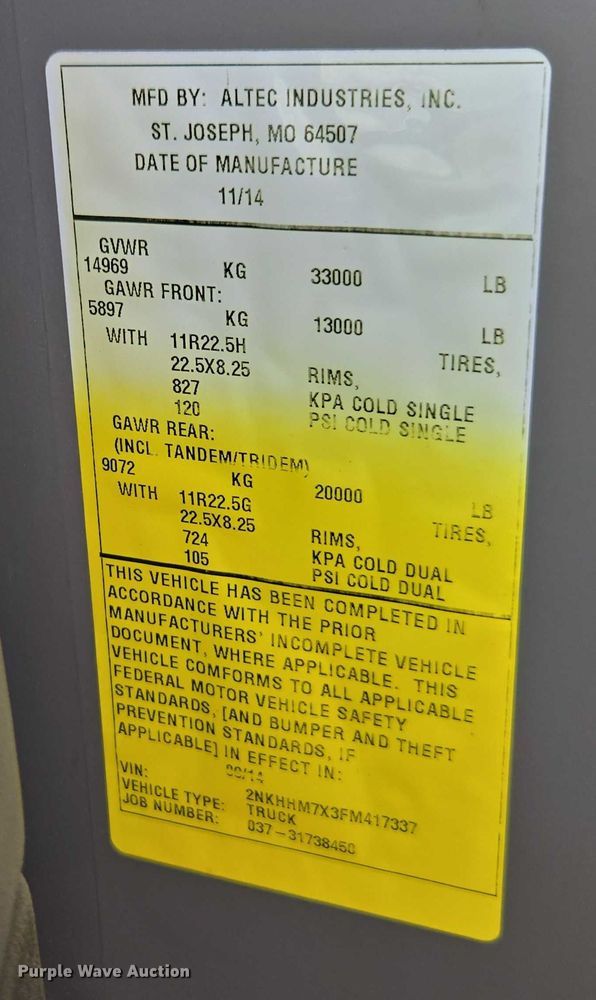 MFD BY: ALTEC INDUSTRIES, INC.
ST. JOSEPH, MO 64507
DATE OF MANUFACTURE
11/14
GVWR
14969 KG 33000 LB
GAWR FRONT:
5897 KG 13000 LB
WITH 11R22.5H TIRES,
22.5X8.25 RIMS,
827 KPA COLD SINGLE
120 PSI COLD SINGLE
GAWR REAR:
(INCL. TANDEM/TRIDEM)
9072 KG 20000 LB
WITH 11R22.5G TIRES,
22.5X8.25 RIMS,
724 KPA COLD DUAL
105 PSI COLD DUAL
THIS VEHICLE HAS BEEN COMPLETED IN
ACCORDANCE WITH THE PRIOR
MANUFACTURERS' INCOMPLETE VEHICLE
DOCUMENT, WHERE APPLICABLE. THIS
VEHICLE COMFORMS TO ALL APPLICABLE
FEDERAL MOTOR VEHICLE SAFETY
STANDARDS, [AND BUMPER AND THEFT
PREVENTION STANDARDS, IF
APPLICABLE] IN EFFECT IN:
VIN: 2NKHHM7X3FM417337
VEHICLE TYPE: TRUCK
JOB NUMBER: 037-31738450
Purple Wave Auction